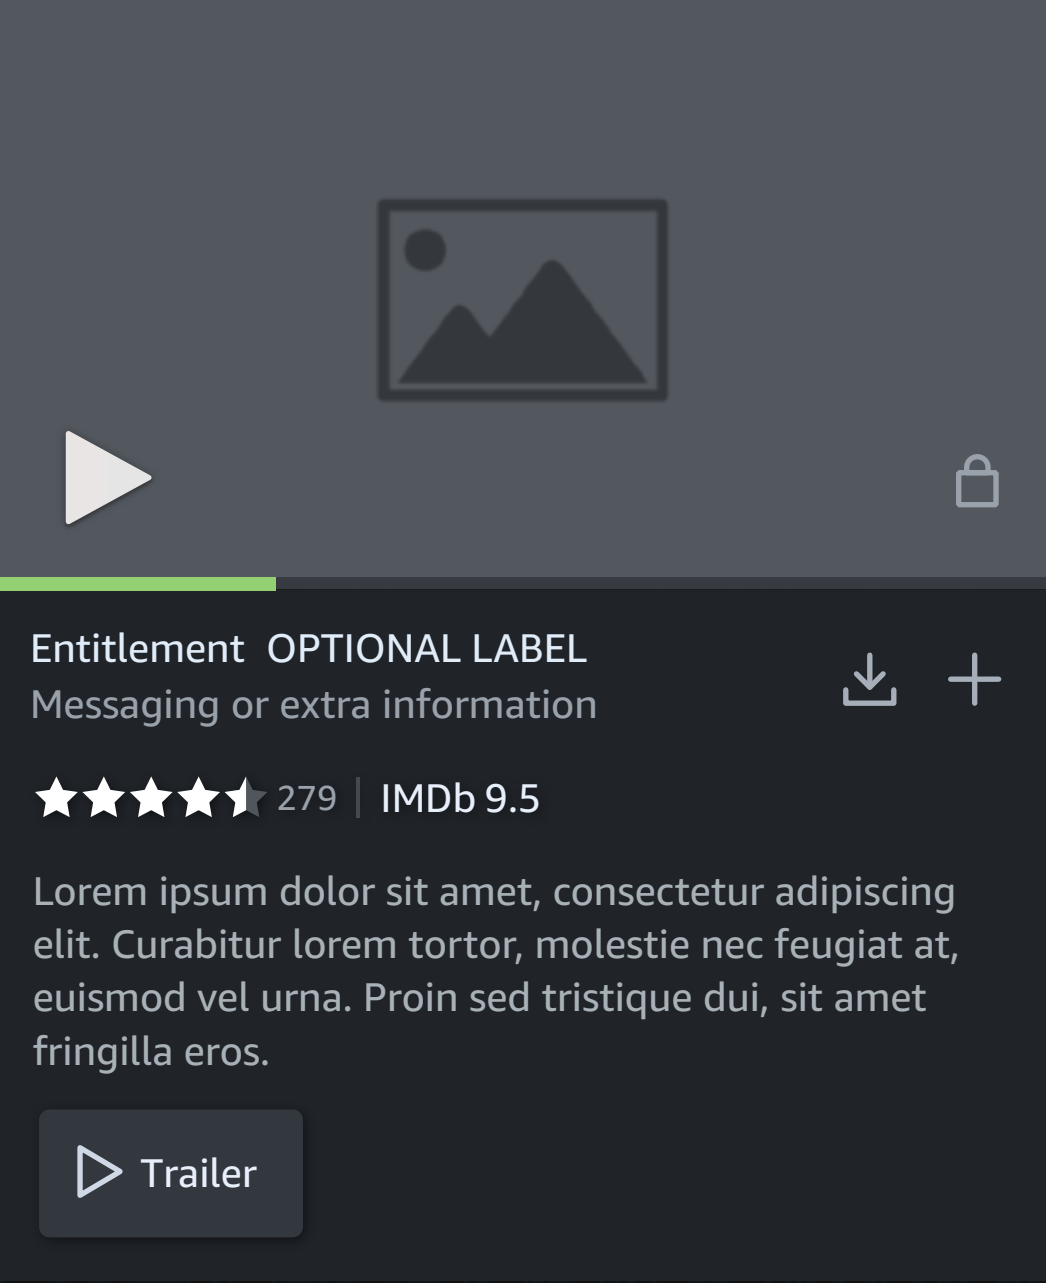 Entitlement OPTIONAL LABEL
Messaging or extra information
279 IMDb 9.5
Lorem ipsum dolor sit amet, consectetur adipiscing
elit. Curabitur lorem tortor, molestie nec feugiat at,
euismod vel urna. Proin sed tristique dui, sit amet
fringilla eros.
Trailer